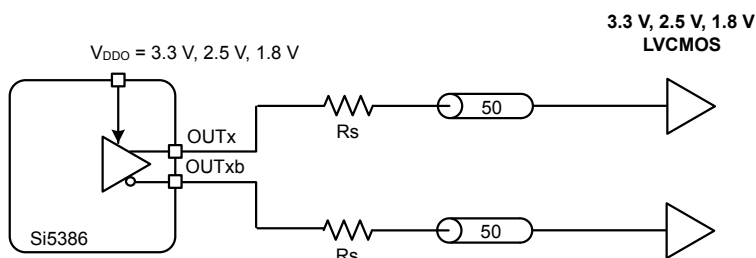 3.3 V, 2.5 V, 1.8 V
LVCMOS
VDDO = 3.3 V, 2.5 V, 1.8 V
OUTx
Rs
50
OUTxb
Si5386
Rs
50